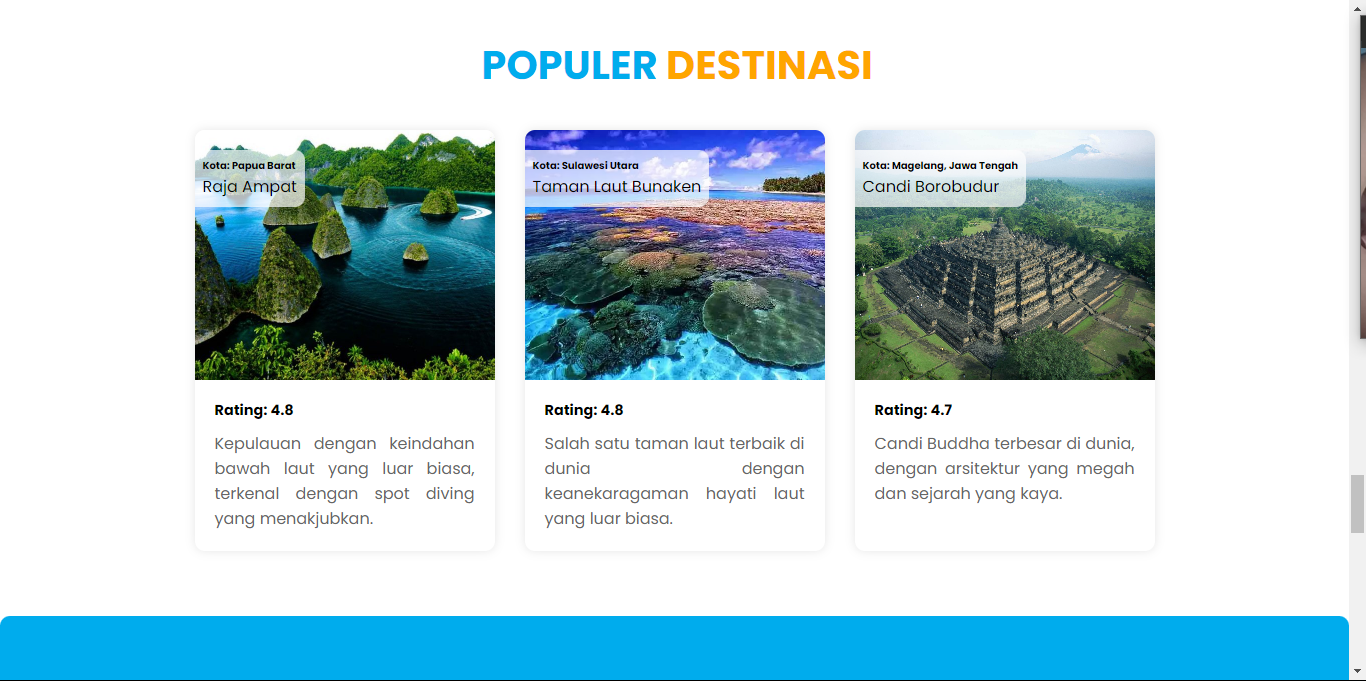 POPULER DESTINASI
Kota: Papua Barat
Raja Ampat
Rating: 4.8
Kepulauan dengan keindahan
bawah laut yang luar biasa,
terkenal dengan spot diving
yang menakjubkan.
Kota: Sulawesi Utara
Taman Laut Bunaken
Rating: 4.8
Salah satu taman laut terbaik di
dunia dengan
keanekaragaman hayati laut
yang luar biasa.
Kota: Magelang, Jawa Tengah
Candi Borobudur
Rating: 4.7
Candi Buddha terbesar di dunia,
dengan arsitektur yang megah
dan sejarah yang kaya.